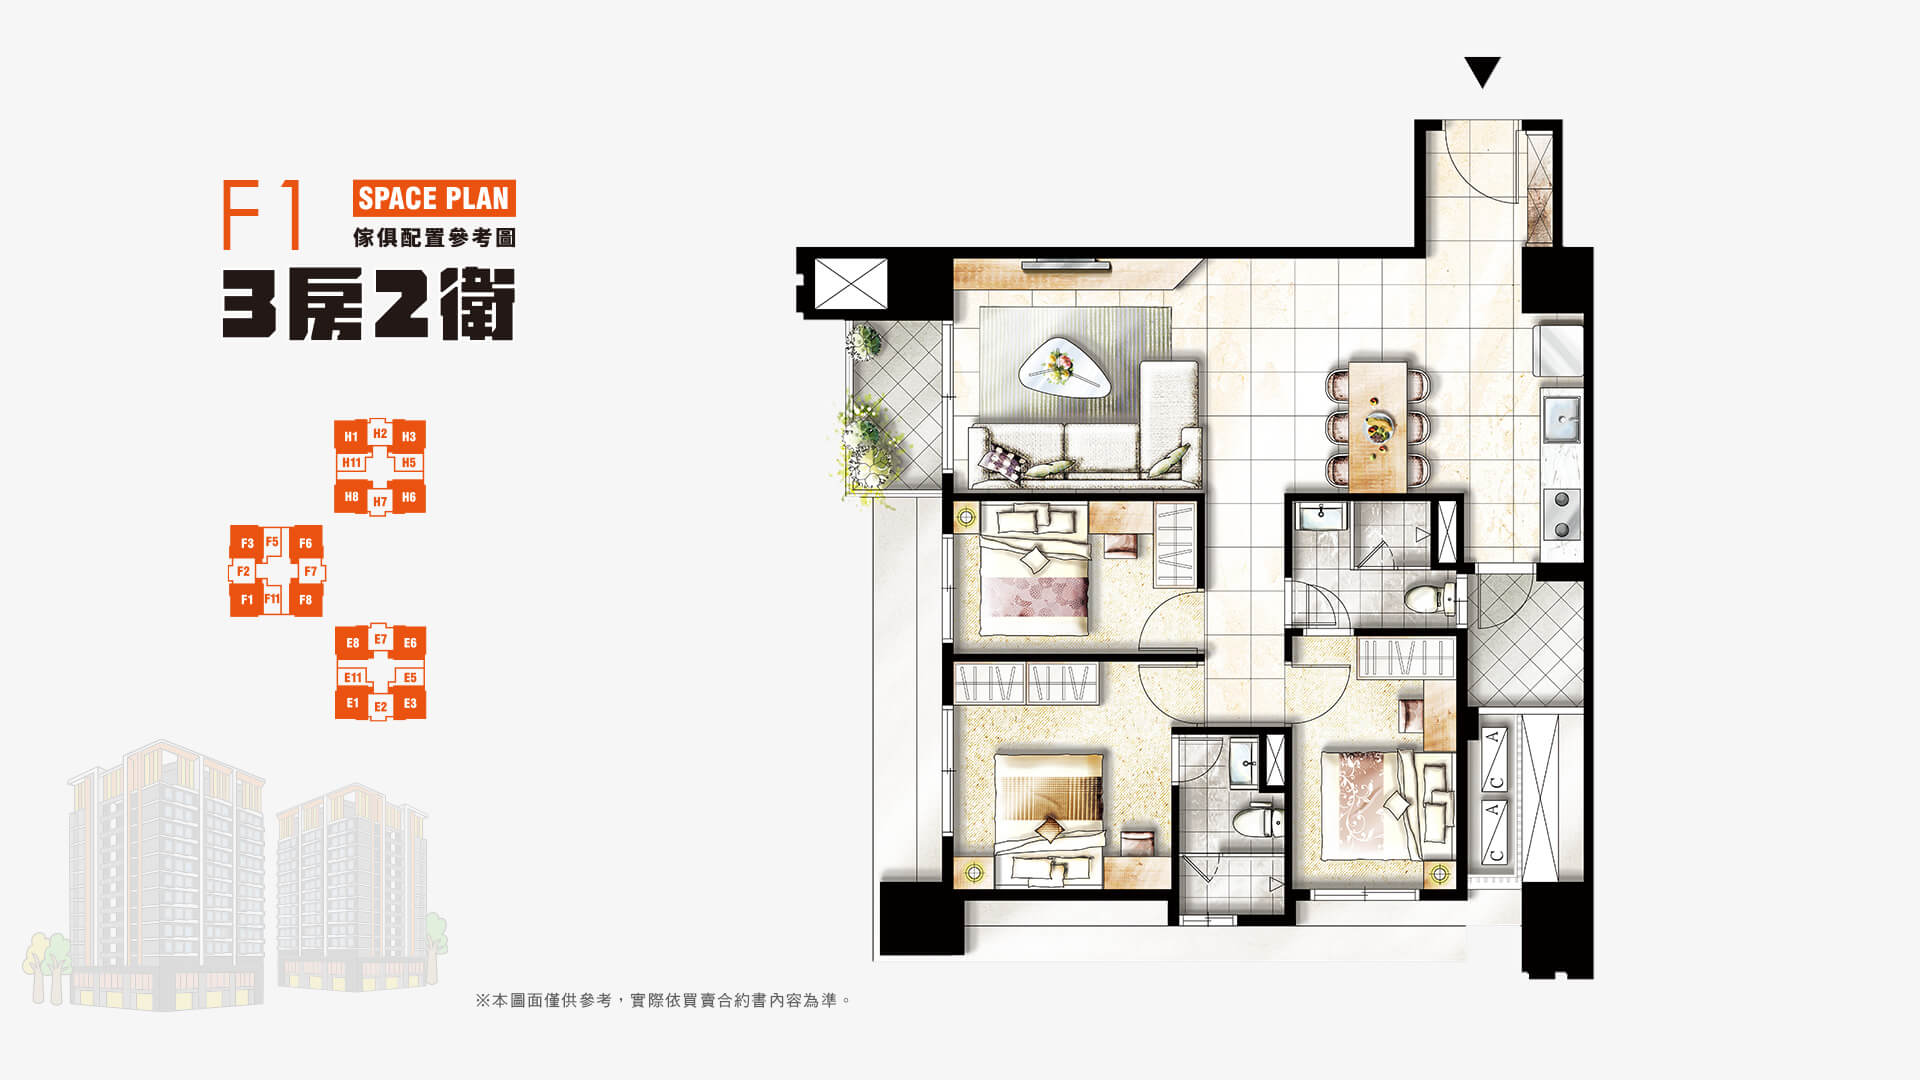 F1
SPACE PLAN
傢俱配置參考圖
3房2衛
H1 H2 H3
H11 H5
H8 H7 H6
F3 F5 F6
F2 F7
F1 F11 F8
E8 E7 E6
E11 E5
E1 E2 E3
A
C
A
C
※本圖面僅供參考，實際依買賣合約書內容為準。